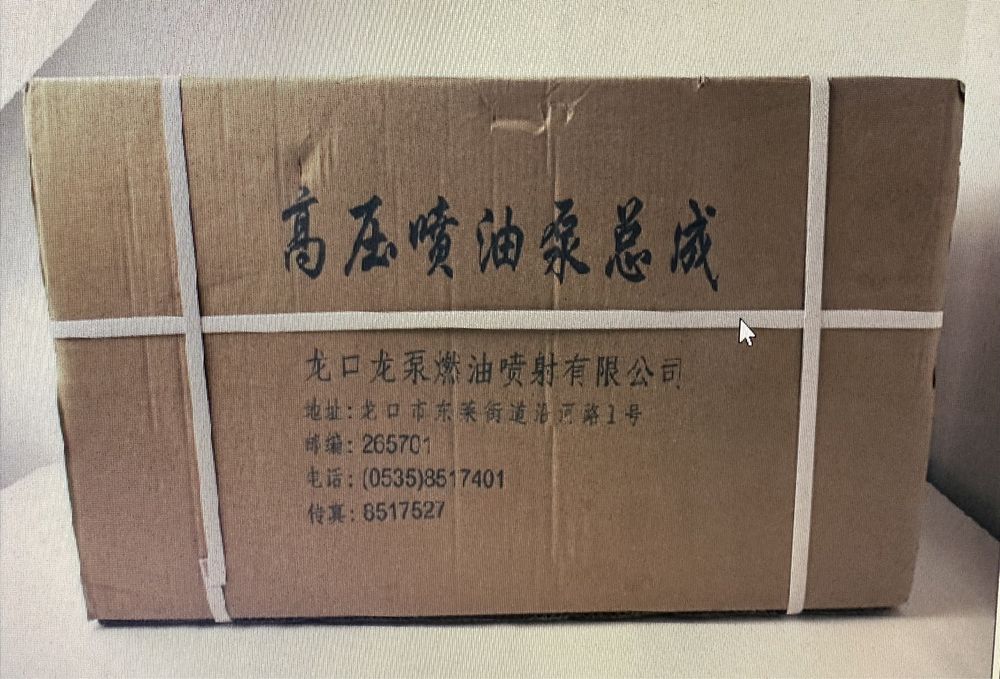 高压喷油泵总成
龙口龙泵燃油喷射有限公司
地址:龙口市东莱街道沿河路1号
邮编:265701
电话:(0535)8517401
传真:8517527